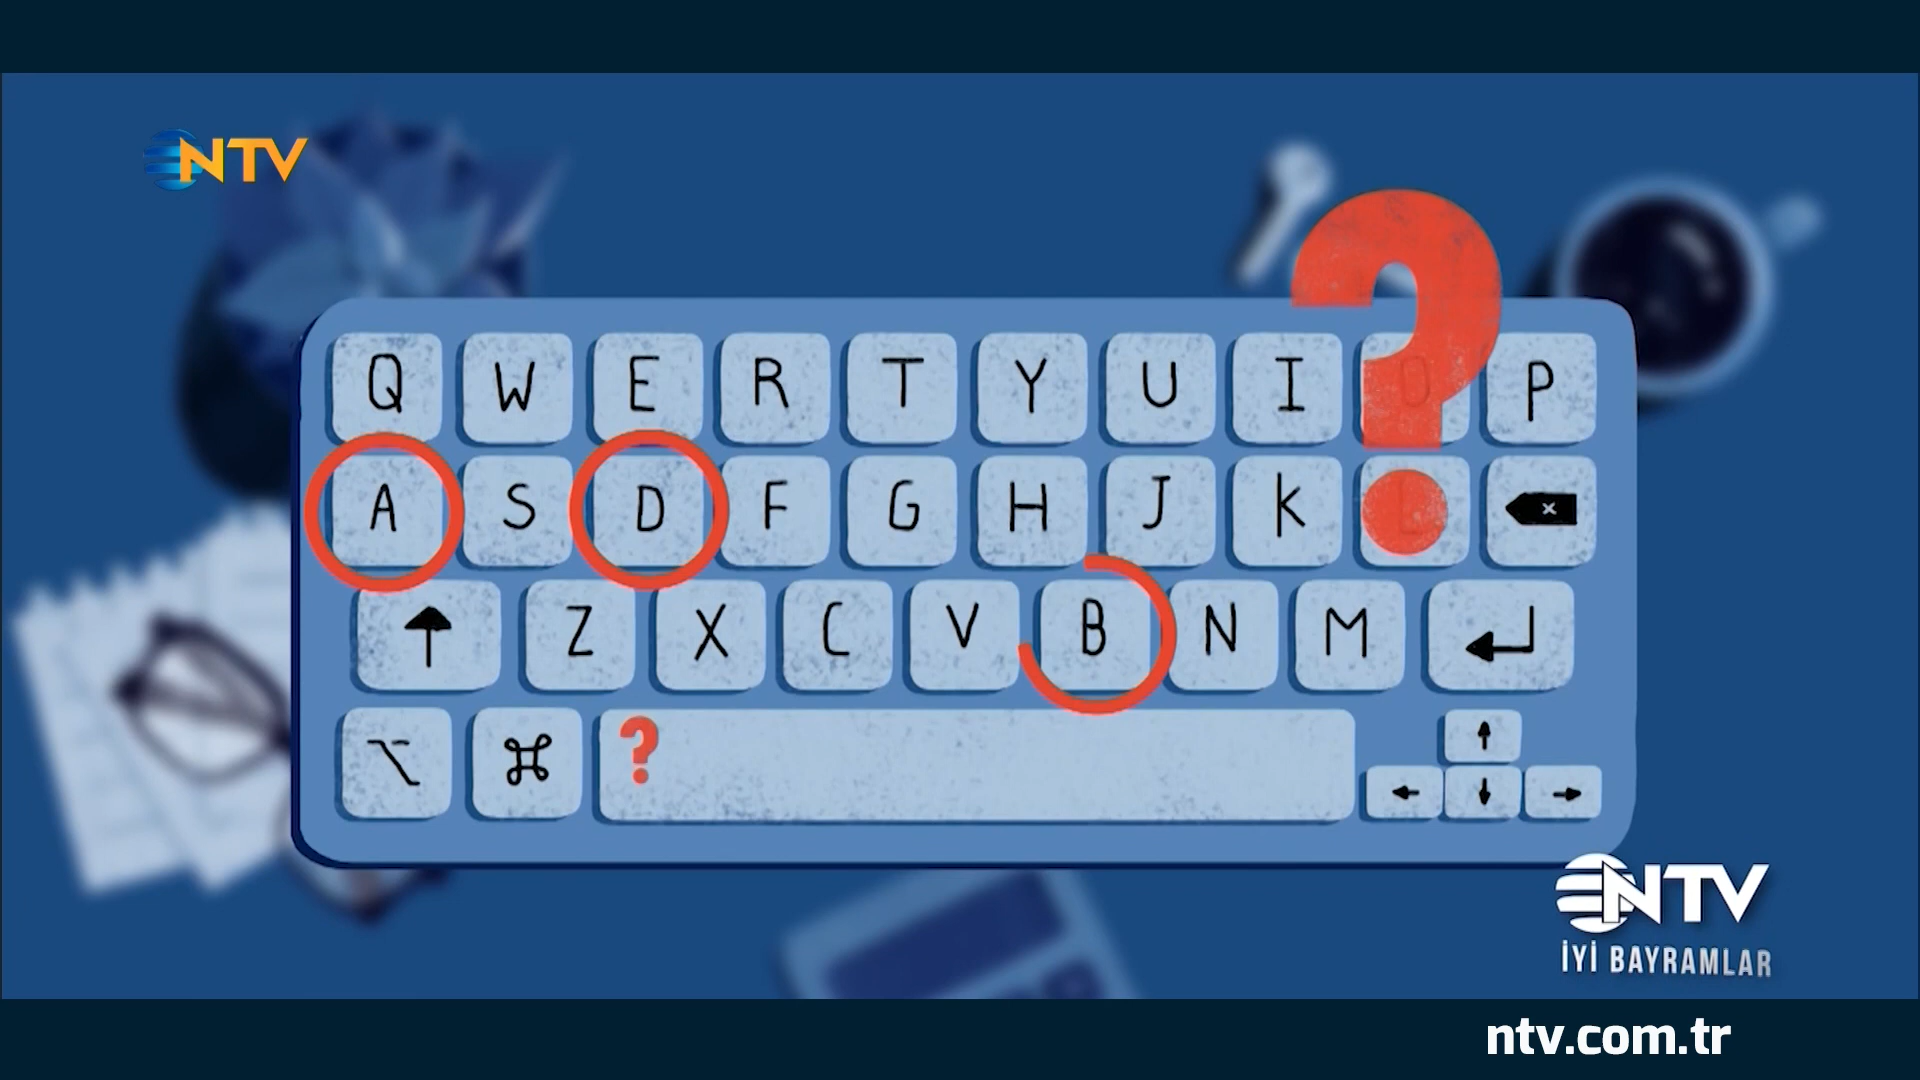 NTV
?
Q W E R T Y U I O P
A S D F G H J K L
Z X C V B N M
?
NTV
İYİ BAYRAMLAR
ntv.com.tr